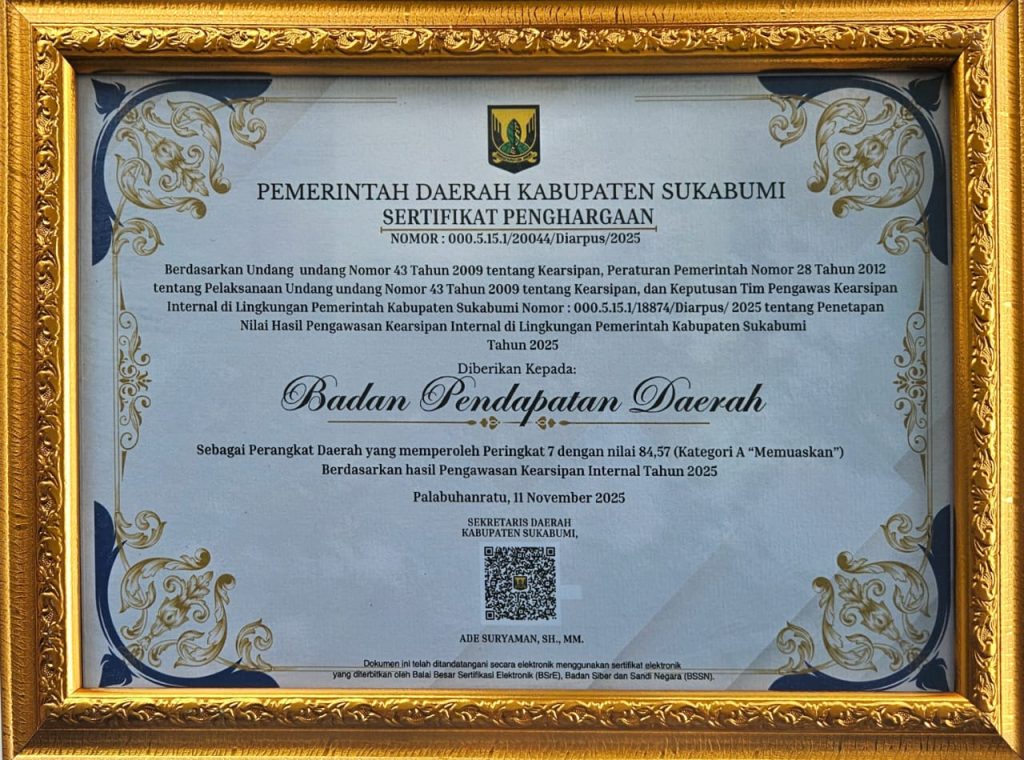 PEMERINTAH DAERAH KABUPATEN SUKABUMI
SERTIFIKAT PENGHARGAAN
NOMOR : 000.5.15.1/20044/Diarpus/2025
Berdasarkan Undang undang Nomor 43 Tahun 2009 tentang Kearsipan, Peraturan Pemerintah Nomor 28 Tahun 2012
tentang Pelaksanaan Undang undang Nomor 43 Tahun 2009 tentang Kearsipan, dan Keputusan Tim Pengawas Kearsipan
Internal di Lingkungan Pemerintah Kabupaten Sukabumi Nomor : 000.5.15.1/18874/Diarpus/ 2025 tentang Penetapan
Nilai Hasil Pengawasan Kearsipan Internal di Lingkungan Pemerintah Kabupaten Sukabumi
Tahun 2025
Diberikan Kepada:
Badan Pendapatan Daerah
Sebagai Perangkat Daerah yang memperoleh Peringkat 7 dengan nilai 84,57 (Kategori A “Memuaskan”)
Berdasarkan hasil Pengawasan Kearsipan Internal Tahun 2025
Palabuhanratu, 11 November 2025
SEKRETARIS DAERAH
KABUPATEN SUKABUMI,
ADE SURYAMAN, SH., MM.
Dokumen ini telah ditandatangani secara elektronik menggunakan sertifikat elektronik
yang diterbitkan oleh Balai Besar Sertifikasi Elektronik (BSrE), Badan Siber dan Sandi Negara (BSSN).